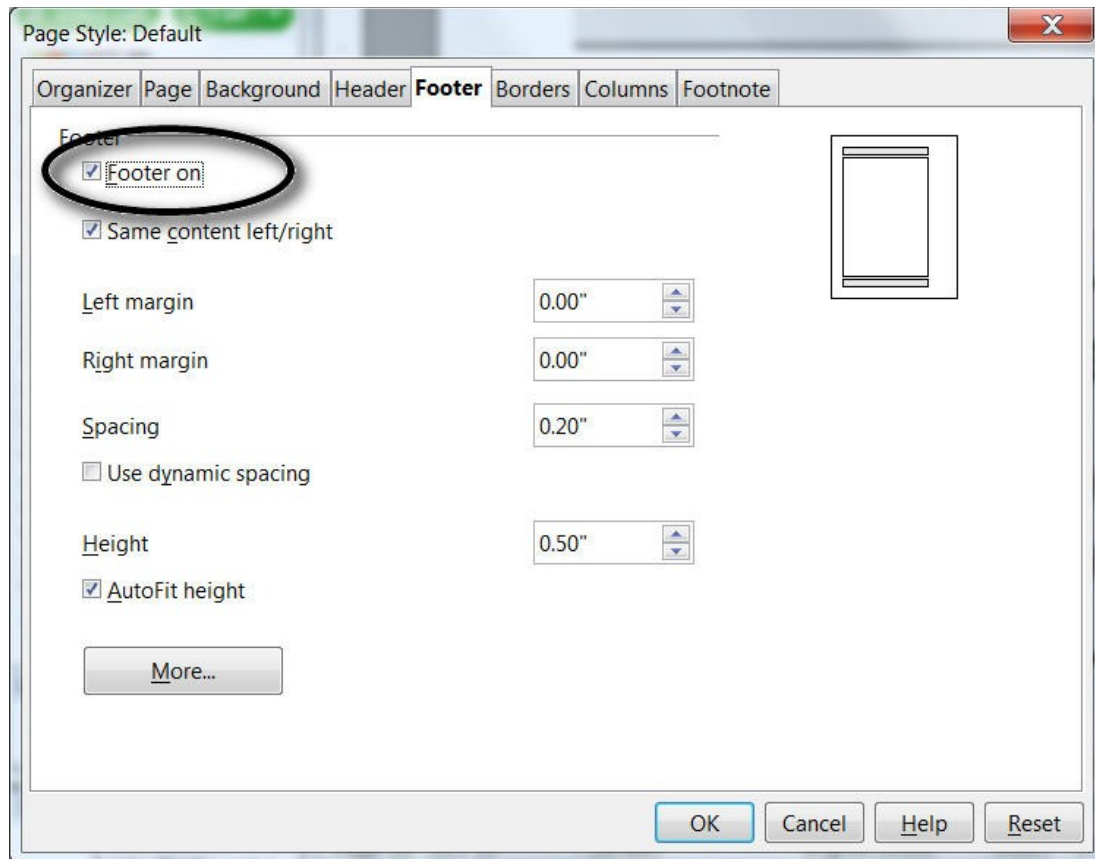 Page Style: Default
Organizer Page Background Header Footer Borders Columns Footnote
Footer
Footer on
Same content left/right
Left margin 0.00"
Right margin 0.00"
Spacing 0.20"
Use dynamic spacing
Height 0.50"
AutoFit height
More...
OK Cancel Help Reset